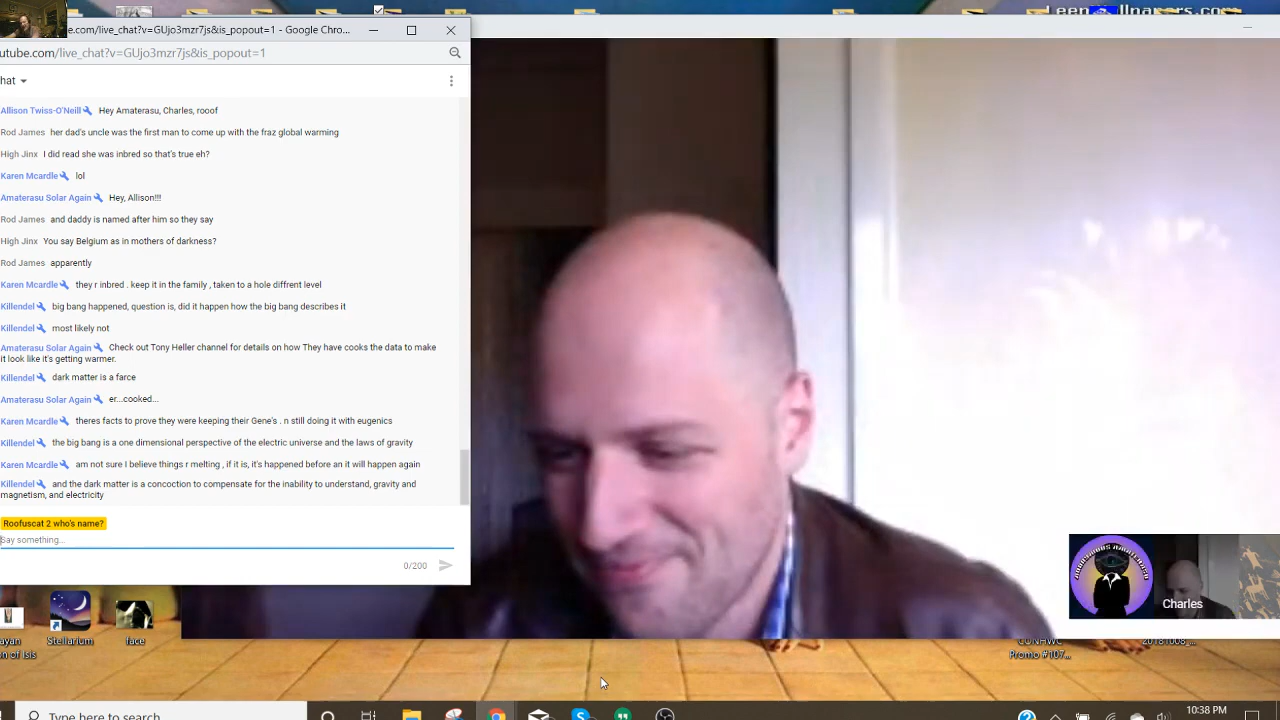 Leen
llpapers.com
e.com/live_chat?v=GUjo3mzr7js&is_popout=1 - Google Chro...
utube.com/live_chat?v=GUjo3mzr7js&is_popout=1
hat
Allison Twiss-O'Neill Hey Amaterasu, Charles, rooof
Rod James her dad's uncle was the first man to come up with the fraz global warming
High Jinx I did read she was inbred so that's true eh?
Karen Mcardle lol
Amaterasu Solar Again Hey, Allison!!!
Rod James and daddy is named after him so they say
High Jinx You say Belgium as in mothers of darkness?
Rod James apparently
Karen Mcardle they r inbred . keep it in the family , taken to a hole diffrent level
Killendel big bang happened, question is, did it happen how the big bang describes it
Killendel most likely not
Amaterasu Solar Again Check out Tony Heller channel for details on how They have cooks the data to make
it look like it's getting warmer.
Killendel dark matter is a farce
Amaterasu Solar Again er...cooked...
Karen Mcardle theres facts to prove they were keeping their Gene's . n still doing it with eugenics
Killendel the big bang is a one dimensional perspective of the electric universe and the laws of gravity
Karen Mcardle am not sure I believe things r melting , if it is, it's happened before an it will happen again
Killendel and the dark matter is a concoction to compensate for the inability to understand, gravity and
magnetism, and electricity
Roofuscat 2 who's name?
Say something...
0/200
Charles
ayan
on of Isis
Stellarium
face
CONHWC
Promo #107...
20181008_...
Type here to search
10:38 PM